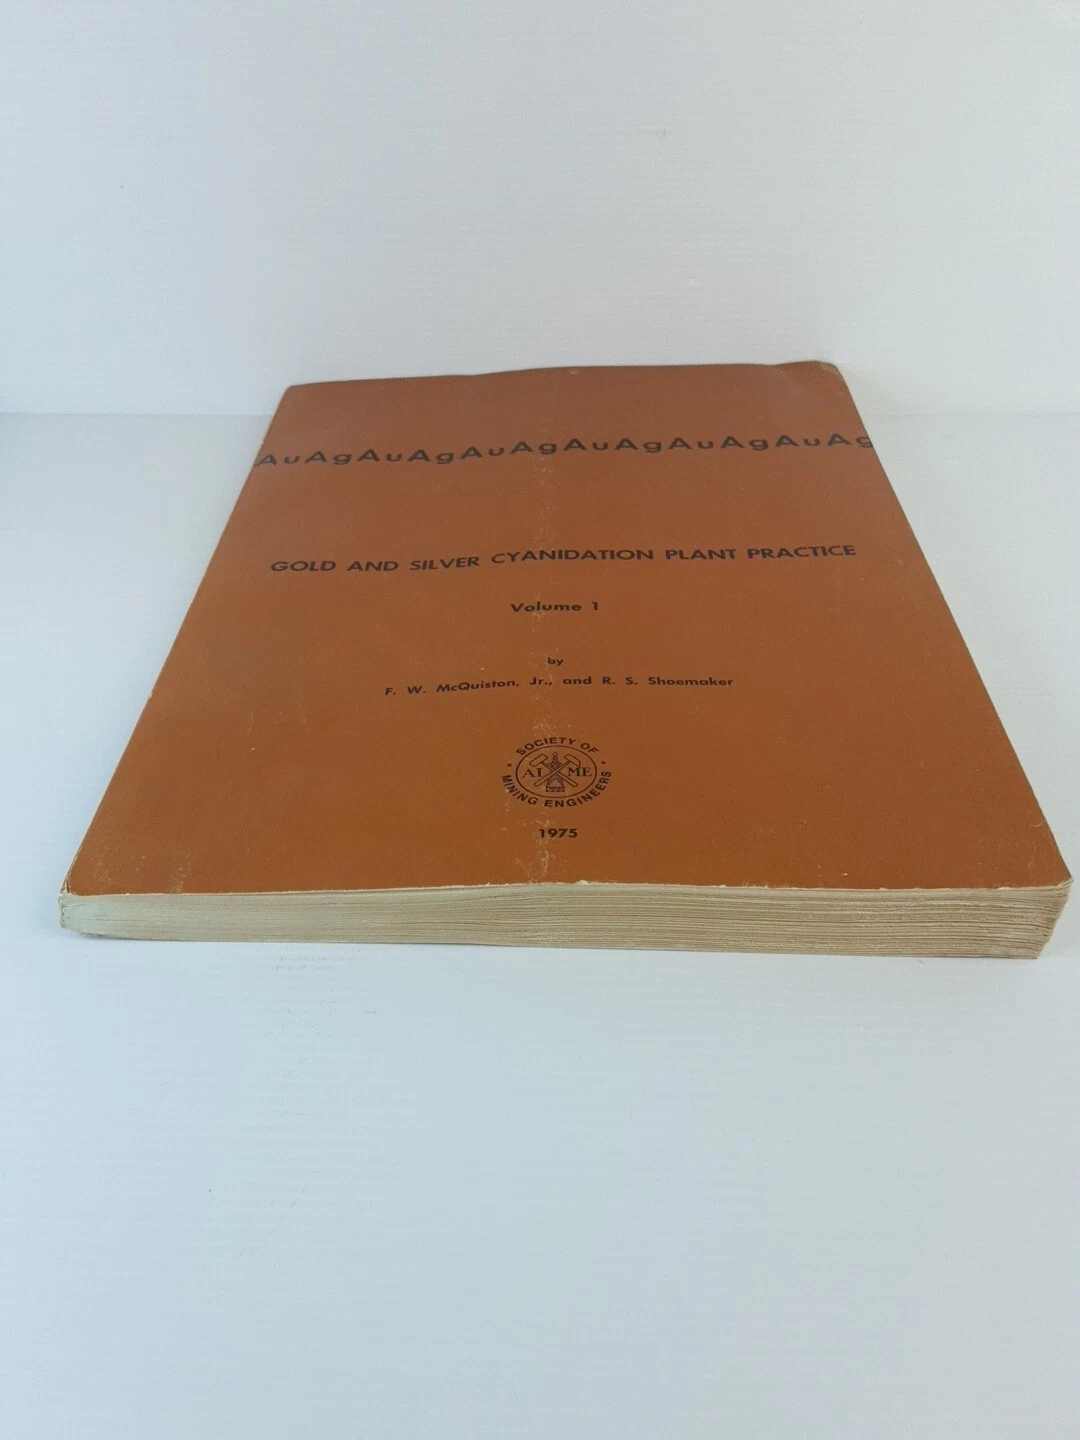 AuAgAuAgAuAgAuAgAuAgAuAg
GOLD AND SILVER CYANIDATION PLANT PRACTICE
Volume 1
by
F. W. McQuiston, Jr., and R. S. Shoemaker
SOCIETY OF
AIME
MINING ENGINEERS
1975